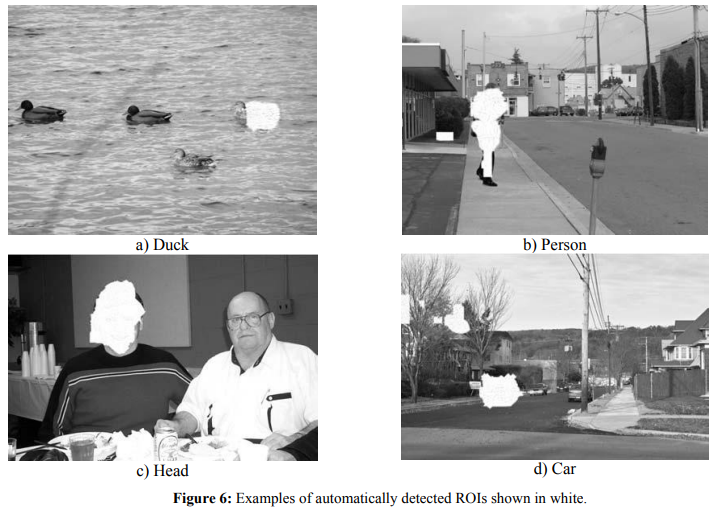 a) Duck
b) Person
c) Head
d) Car
Figure 6: Examples of automatically detected ROIs shown in white.